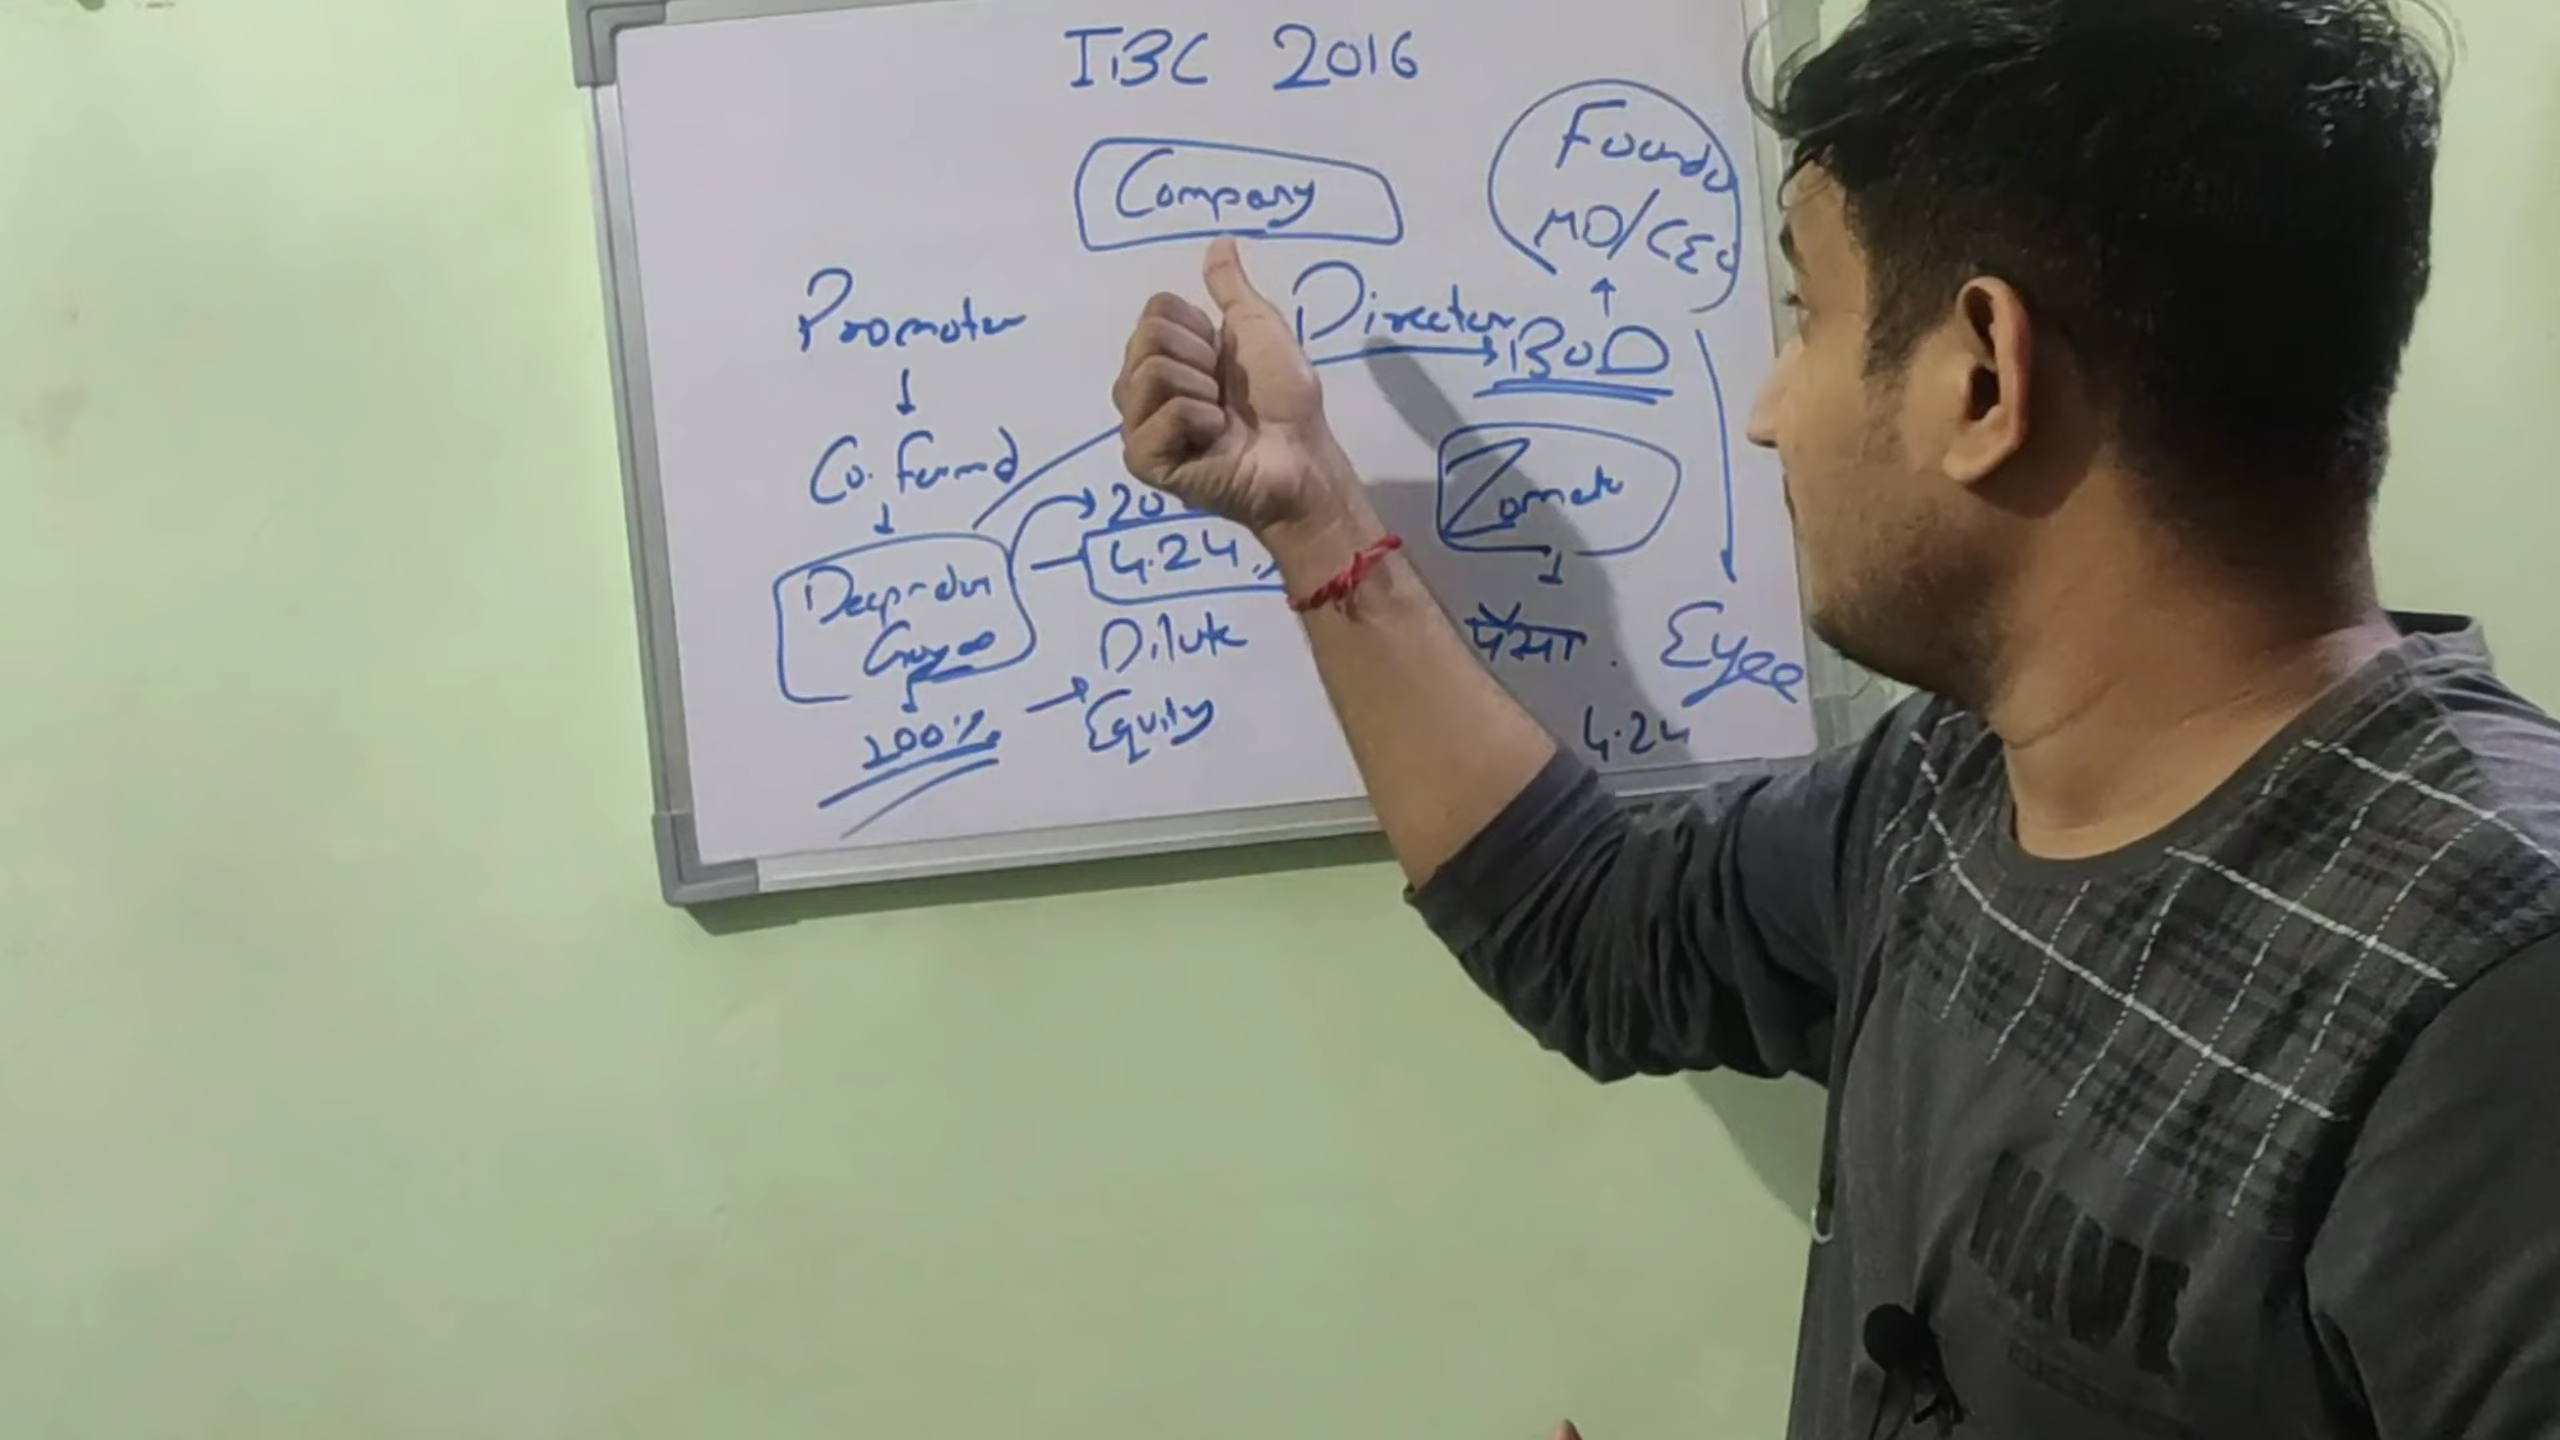 IBC 2016
Company
Founder
MD/CEO
Promoter
Director
BOD
Co. formed
Zomato
20
4.24 %
Deepinder
Goyal
Dilute
पैसा
Equity
100%
4.24